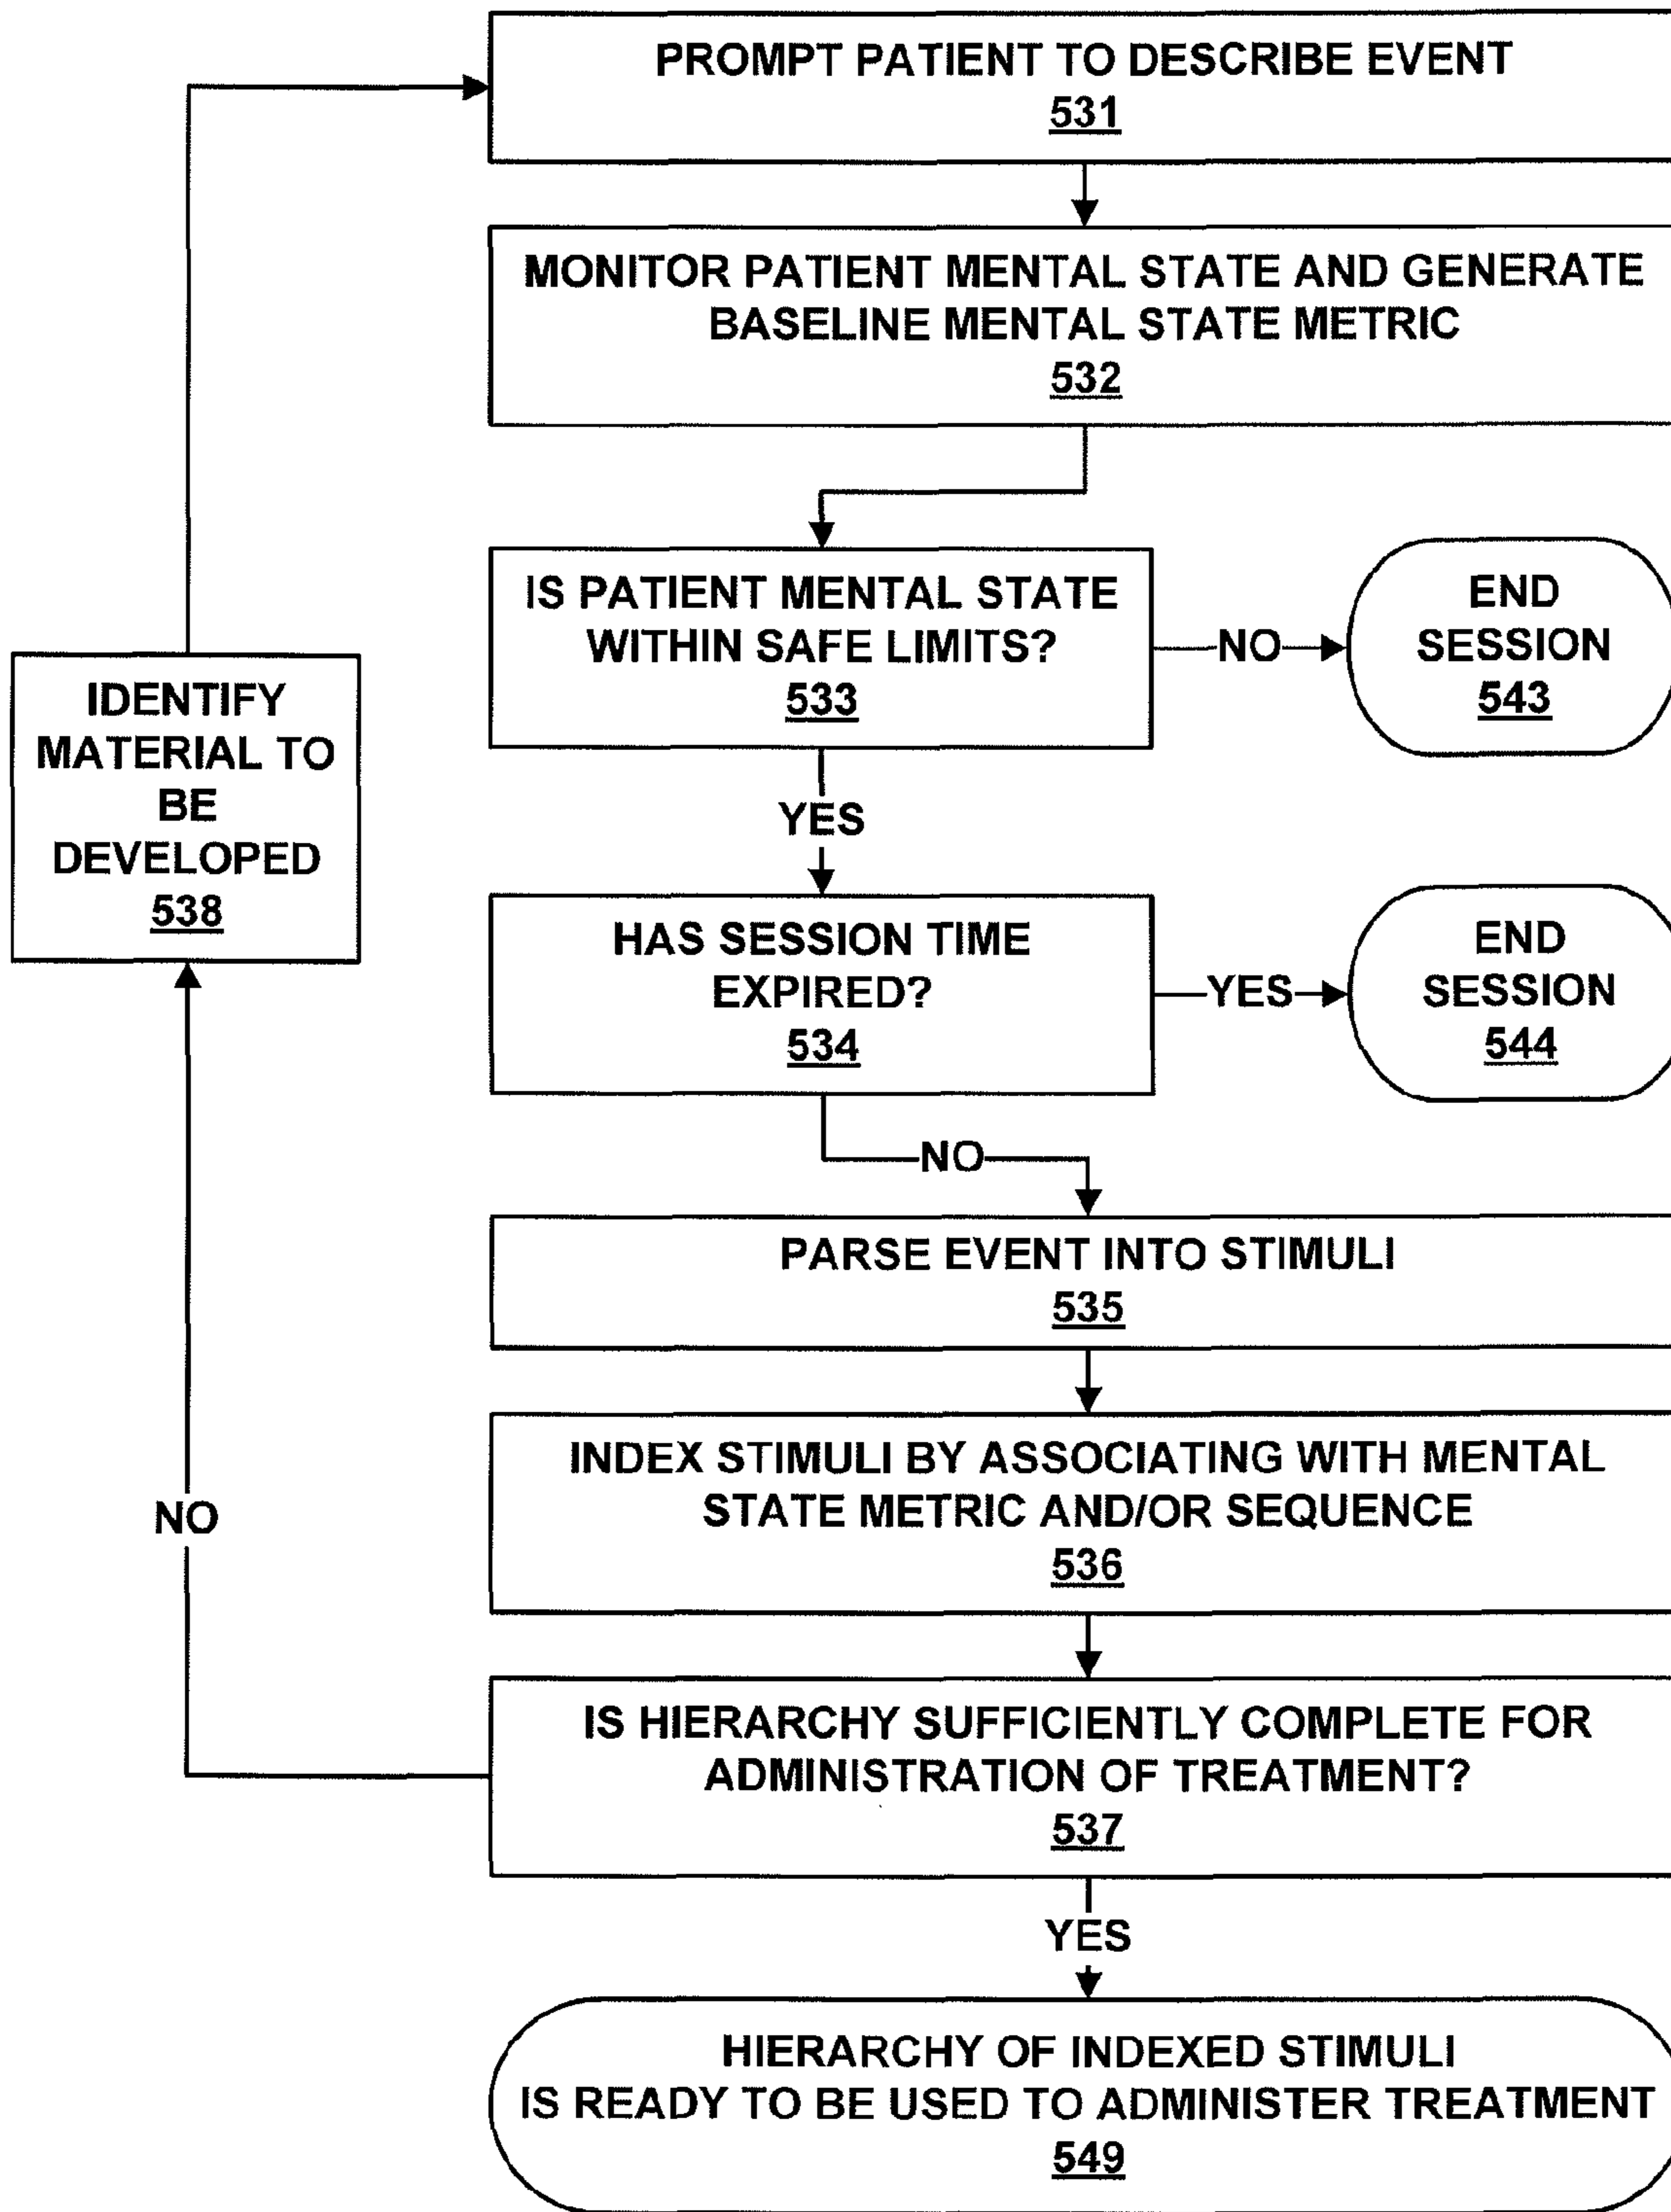 PROMPT PATIENT TO DESCRIBE EVENT
531
MONITOR PATIENT MENTAL STATE AND GENERATE
BASELINE MENTAL STATE METRIC
532
IS PATIENT MENTAL STATE
WITHIN SAFE LIMITS?
533
NO
END
SESSION
543
IDENTIFY
MATERIAL TO
BE
DEVELOPED
538
YES
HAS SESSION TIME
EXPIRED?
534
YES
END
SESSION
544
NO
PARSE EVENT INTO STIMULI
535
INDEX STIMULI BY ASSOCIATING WITH MENTAL
STATE METRIC AND/OR SEQUENCE
536
NO
IS HIERARCHY SUFFICIENTLY COMPLETE FOR
ADMINISTRATION OF TREATMENT?
537
YES
HIERARCHY OF INDEXED STIMULI
IS READY TO BE USED TO ADMINISTER TREATMENT
549